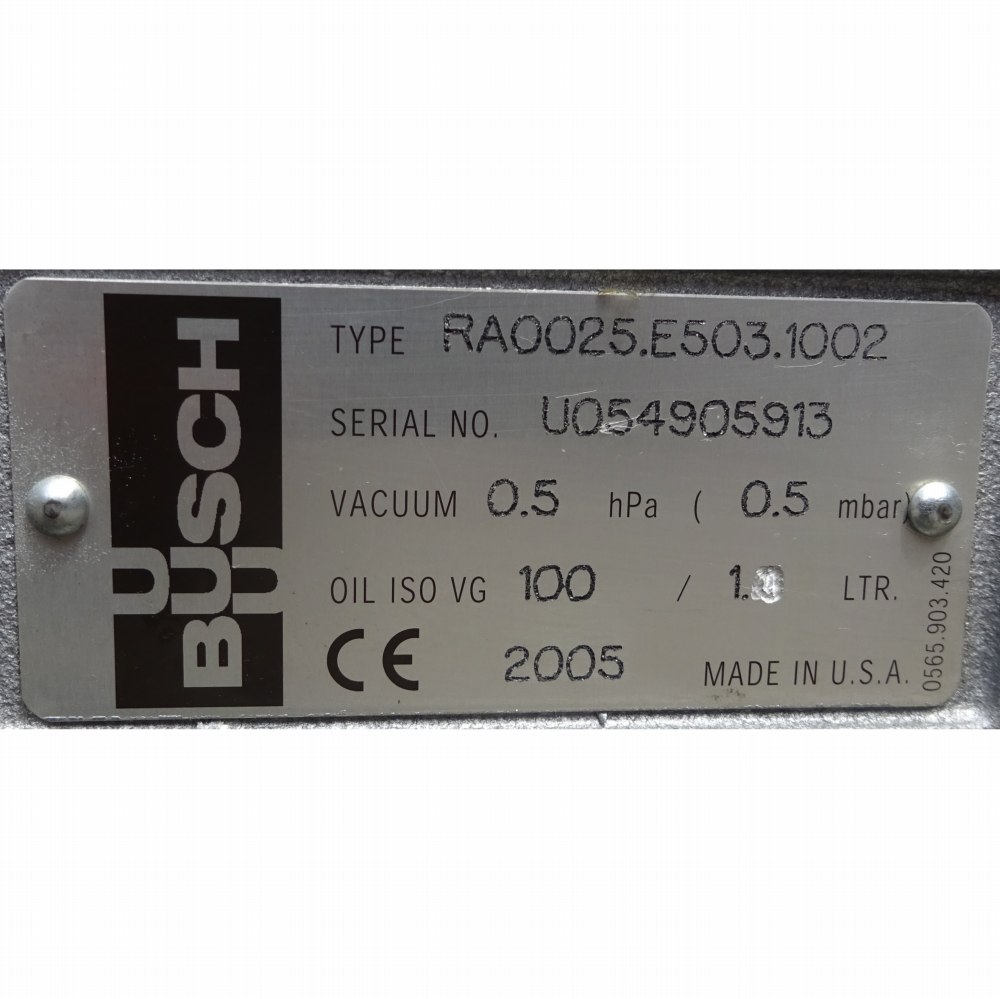 BUSCH
TYPE RA0025.E503.1002
SERIAL NO. U054905913
VACUUM 0.5 hPa ( 0.5 mbar)
OIL ISO VG 100 / LTR.
CE 2005 MADE IN U.S.A.
0565.903.420